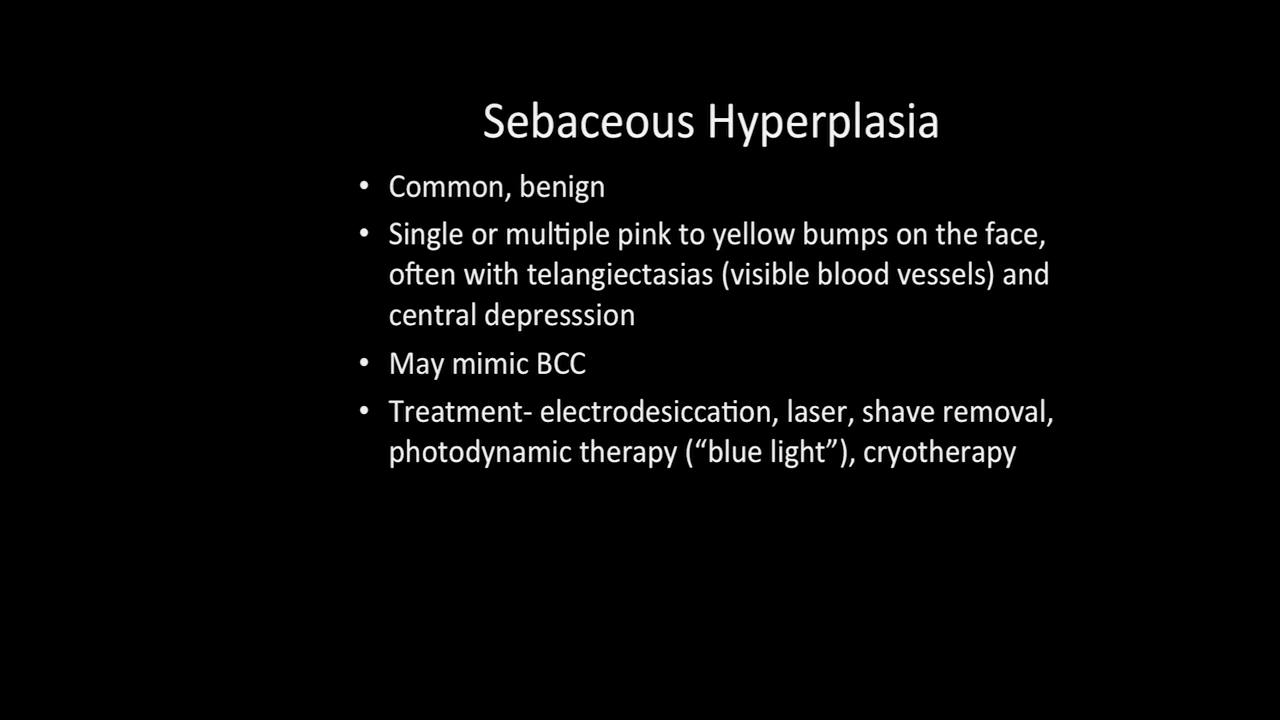 Sebaceous Hyperplasia
• Common, benign
• Single or multiple pink to yellow bumps on the face,
often with telangiectasias (visible blood vessels) and
central depresssion
• May mimic BCC
• Treatment- electrodesiccation, laser, shave removal,
photodynamic therapy (“blue light”), cryotherapy